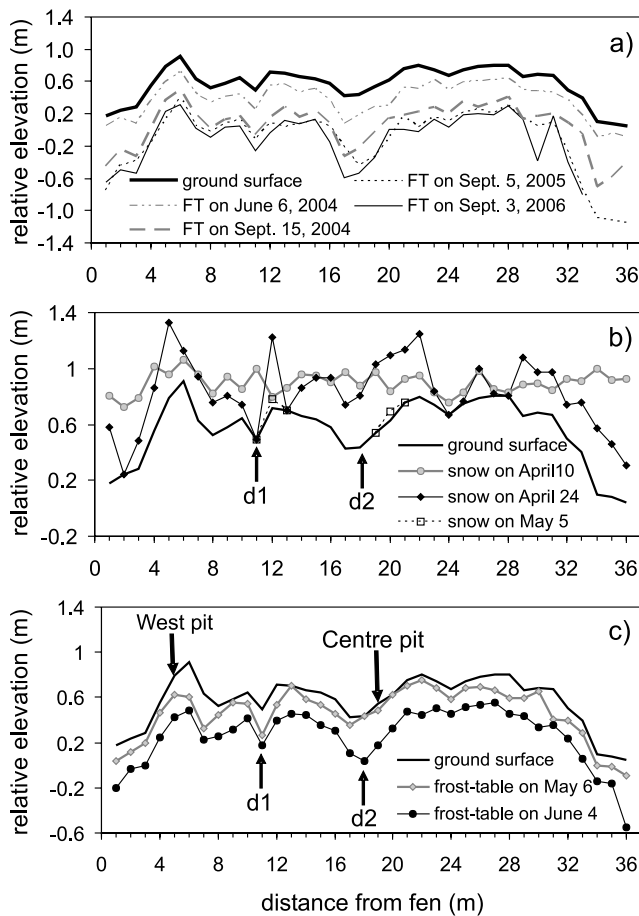 a)
relative elevation (m)
1.4
1.0
0.6
0.2
-0.2
-0.6
-1.0
-1.4
ground surface
FT on June 6, 2004
FT on Sept. 15, 2004
FT on Sept. 5, 2005
FT on Sept. 3, 2006
0 4 8 12 16 20 24 28 32 36
b)
relative elevation (m)
1.4
1
0.6
0.2
-0.2
d1
d2
ground surface
snow on April10
snow on April 24
snow on May 5
0 4 8 12 16 20 24 28 32 36
c)
relative elevation (m)
1.4
1
0.6
0.2
-0.2
-0.6
West pit
Centre pit
d1
d2
ground surface
frost-table on May 6
frost-table on June 4
0 4 8 12 16 20 24 28 32 36
distance from fen (m)